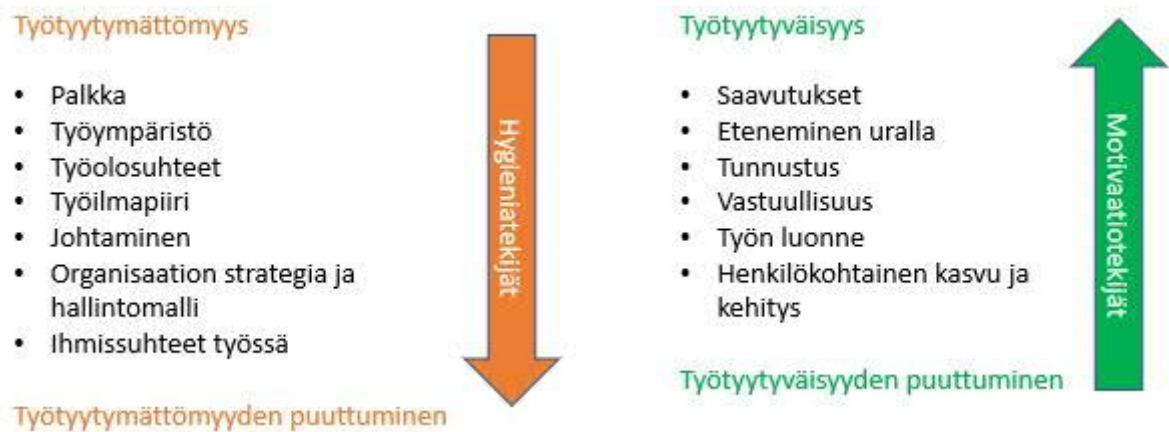 Työtyytymättömyys
• Palkka
• Työympäristö
• Työolosuhteet
• Työilmapiiri
• Johtaminen
• Organisaation strategia ja
hallintomalli
• Ihmissuhteet työssä
Työtyytymättömyyden puuttuminen
Hygieniatekijät
Työtyytyväisyys
• Saavutukset
• Eteneminen uralla
• Tunnustus
• Vastuullisuus
• Työn luonne
• Henkilökohtainen kasvu ja
kehitys
Työtyytyväisyyden puuttuminen
Motivaatiotekijät